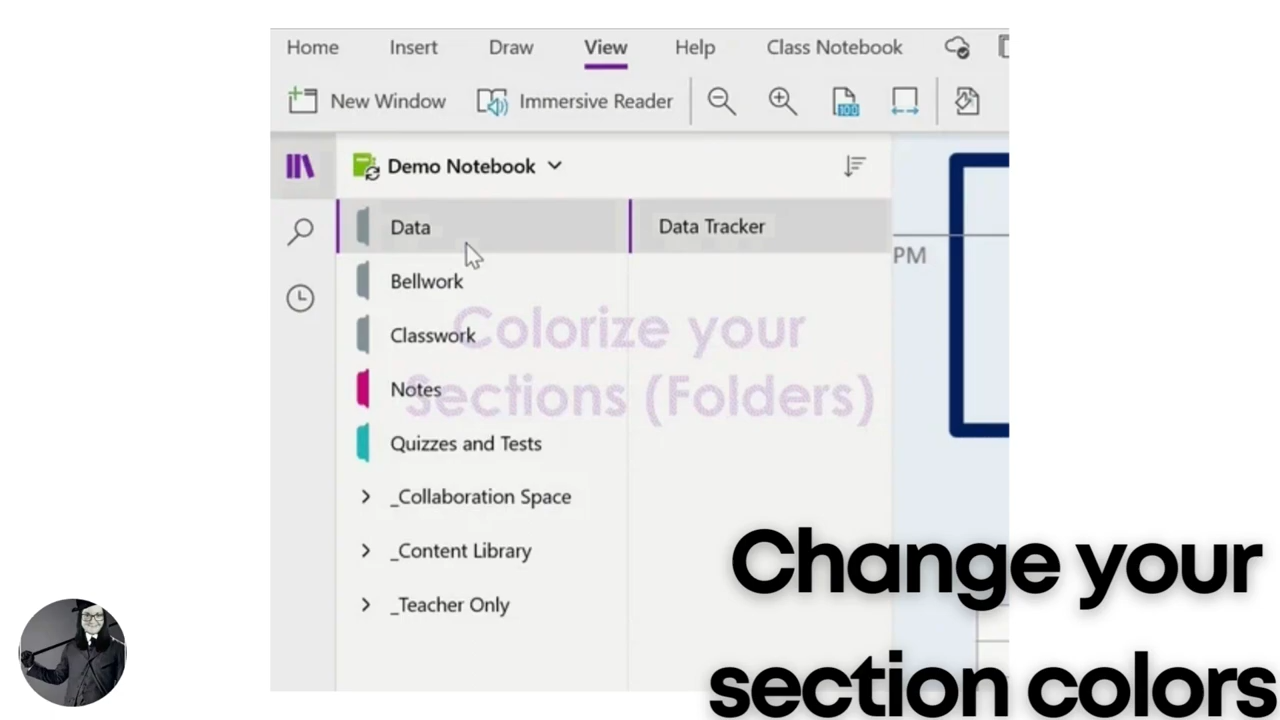 Home Insert Draw View Help Class Notebook
New Window Immersive Reader 100
Demo Notebook
Data Data Tracker
PM
Bellwork
Colorize your
Classwork
Sections (Folders)
Notes
Quizzes and Tests
_Collaboration Space
_Content Library
_Teacher Only
Change your
section colors